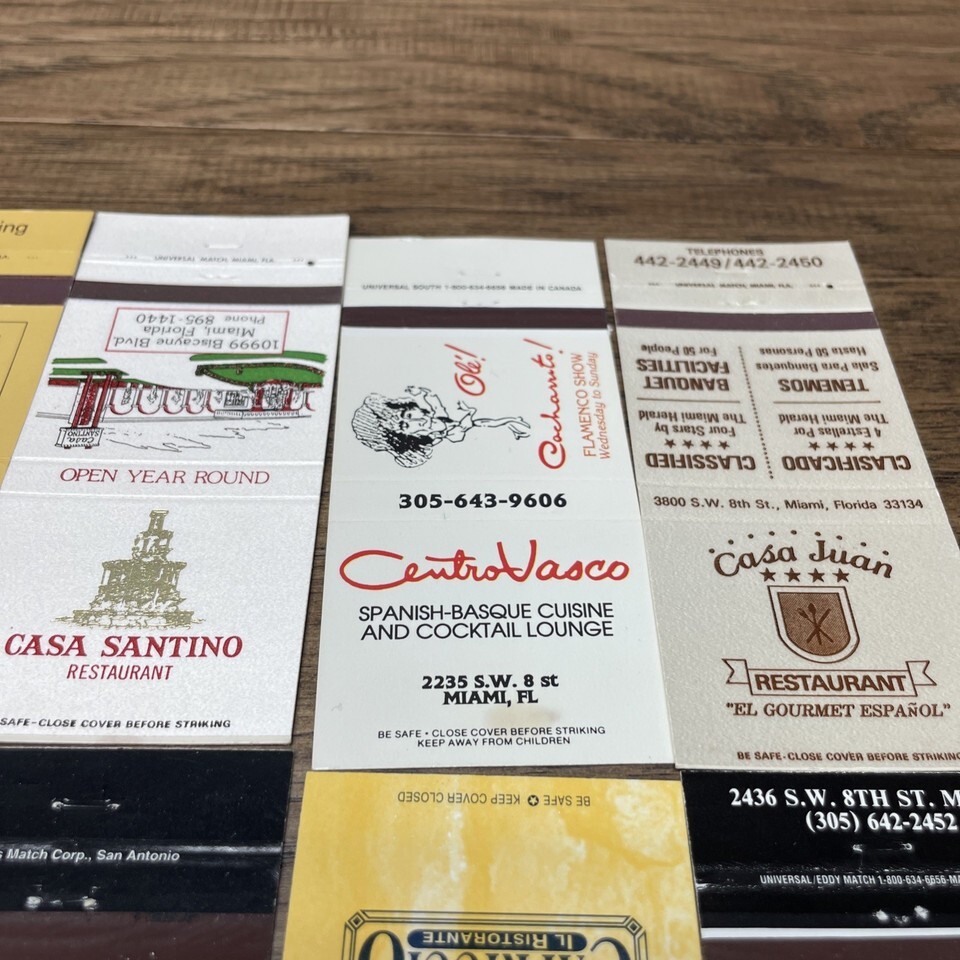 ing
UNIVERSAL MATCH, MIAMI, FLA.
10999 Biscayne Blvd.
Miami, Florida
Phone 895-1440
Casa
SANTINO
OPEN YEAR ROUND
CASA SANTINO
RESTAURANT
SAFE-CLOSE COVER BEFORE STRIKING
UNIVERSAL SOUTH 1-800-634-6656 MADE IN CANADA
Olé!
Cacharrito!
FLAMENCO SHOW
Wednesday to Sunday
305-643-9606
Centro Vasco
SPANISH-BASQUE CUISINE
AND COCKTAIL LOUNGE
2235 S.W. 8 st
MIAMI, FL
BE SAFE • CLOSE COVER BEFORE STRIKING
KEEP AWAY FROM CHILDREN
TELEPHONES
442-2449/442-2450
UNIVERSAL MATCH, MIAMI, FLA.
CLASIFICADO
★★★★
4 Estrellas Por
The Miami Herald
TENEMOS
Sala Para Banquetes
Hasta 50 Personas
CLASSIFIED
★★★★
Four Stars by
The Miami Herald
BANQUET
FACILITIES
For 50 People
3800 S.W. 8th St., Miami, Florida 33134
Casa Juan
★★★★
RESTAURANT
"EL GOURMET ESPAÑOL"
BE SAFE-CLOSE COVER BEFORE STRIKING
Match Corp., San Antonio
BE SAFE KEEP COVER CLOSED
IL RISTORANTE
2436 S.W. 8TH ST. M
(305) 642-2452
UNIVERSAL/EDDY MATCH 1-800-634-6656-MA